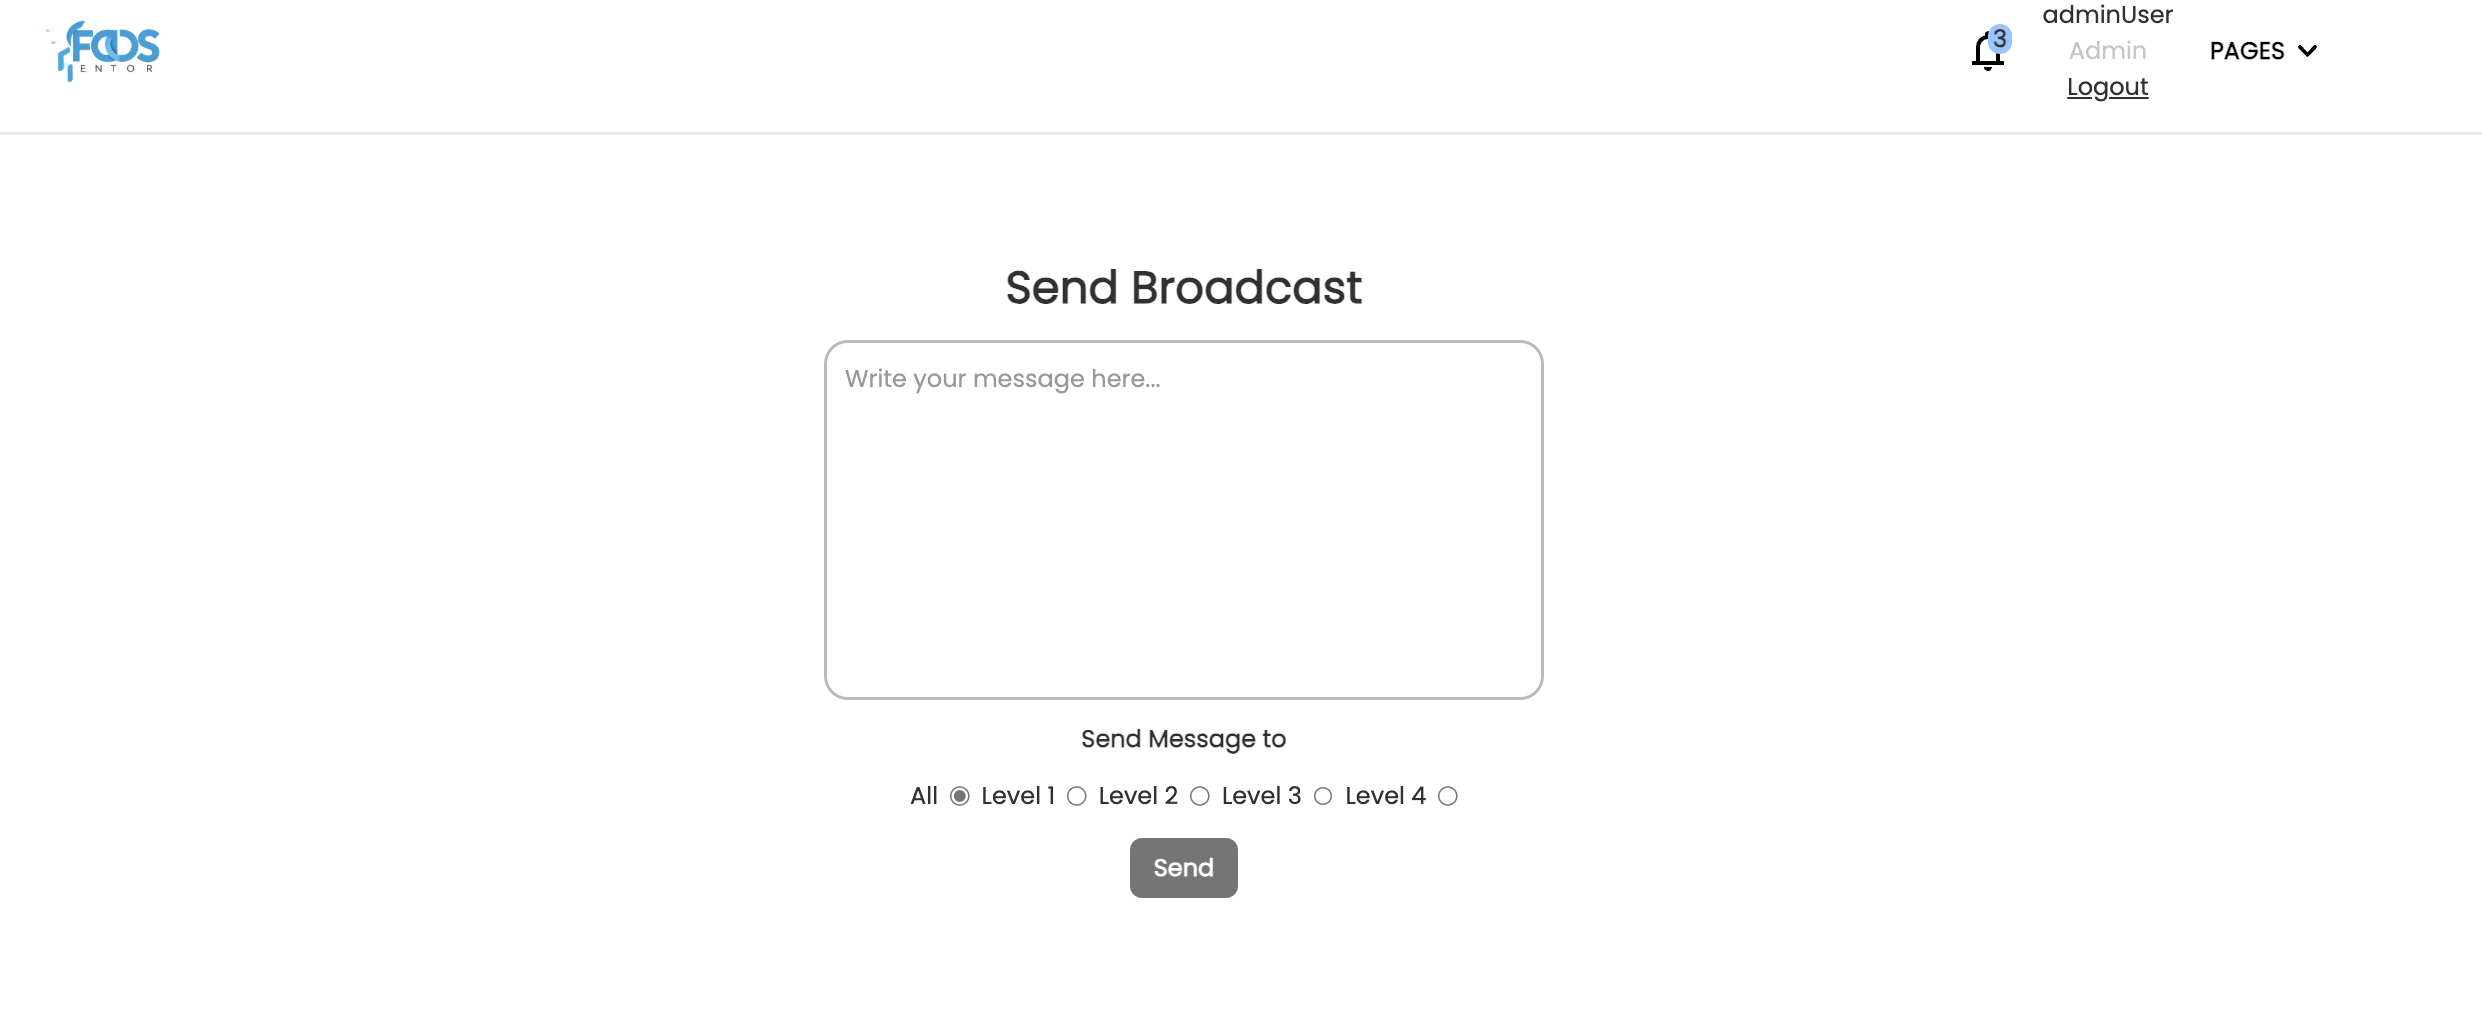 FOOS
ENTOR
3
adminUser
Admin
Logout
PAGES
Send Broadcast
Write your message here...
Send Message to
All Level 1 Level 2 Level 3 Level 4
Send